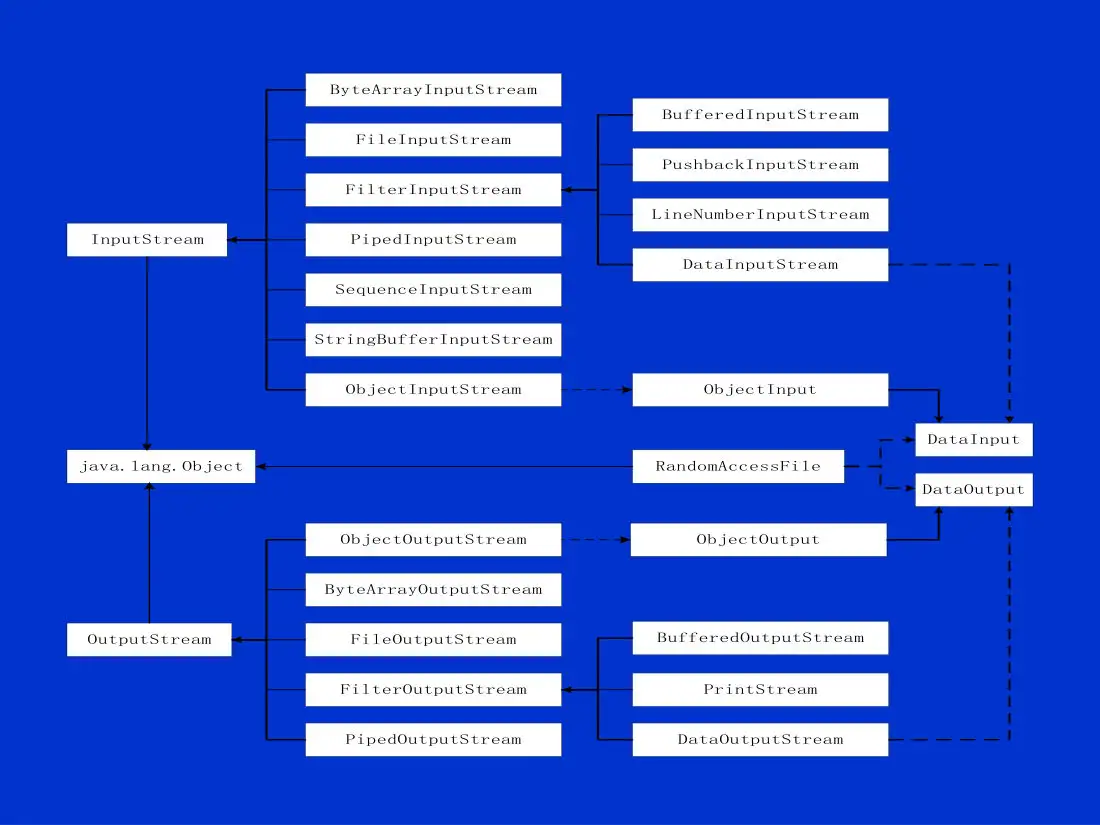 ByteArrayInputStream
FileInputStream
FilterInputStream
PipedInputStream
SequenceInputStream
StringBufferInputStream
ObjectInputStream
BufferedInputStream
PushbackInputStream
LineNumberInputStream
DataInputStream
InputStream
ObjectInput
DataInput
java.lang.Object
RandomAccessFile
DataOutput
ObjectOutputStream
ObjectOutput
ByteArrayOutputStream
FileOutputStream
FilterOutputStream
PipedOutputStream
OutputStream
BufferedOutputStream
PrintStream
DataOutputStream